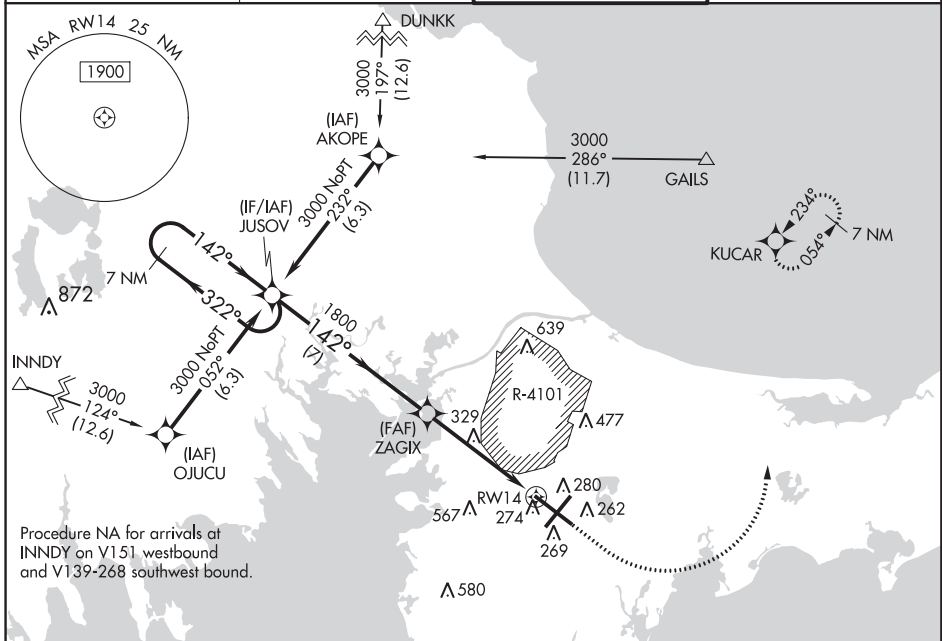 MSA RW14 25 NM
1900
DUNKK
3000
197°
(12.6)
(IAF)
AKOPE
3000
286°
(11.7)
GAILS
3000 NoPT
232°
(6.3)
(IF/IAF)
JUSOV
234°
054°
7 NM
KUCAR
142°
7 NM
322°
872
1800
142°
(7)
639
R-4101
INNDY
3000
124°
(12.6)
3000 NoPT
052°
(6.3)
(IAF)
OJUCU
(FAF)
ZAGIX
329
477
RW14
280
567
274
262
269
Procedure NA for arrivals at
INNDY on V151 westbound
and V139-268 southwest bound.
580